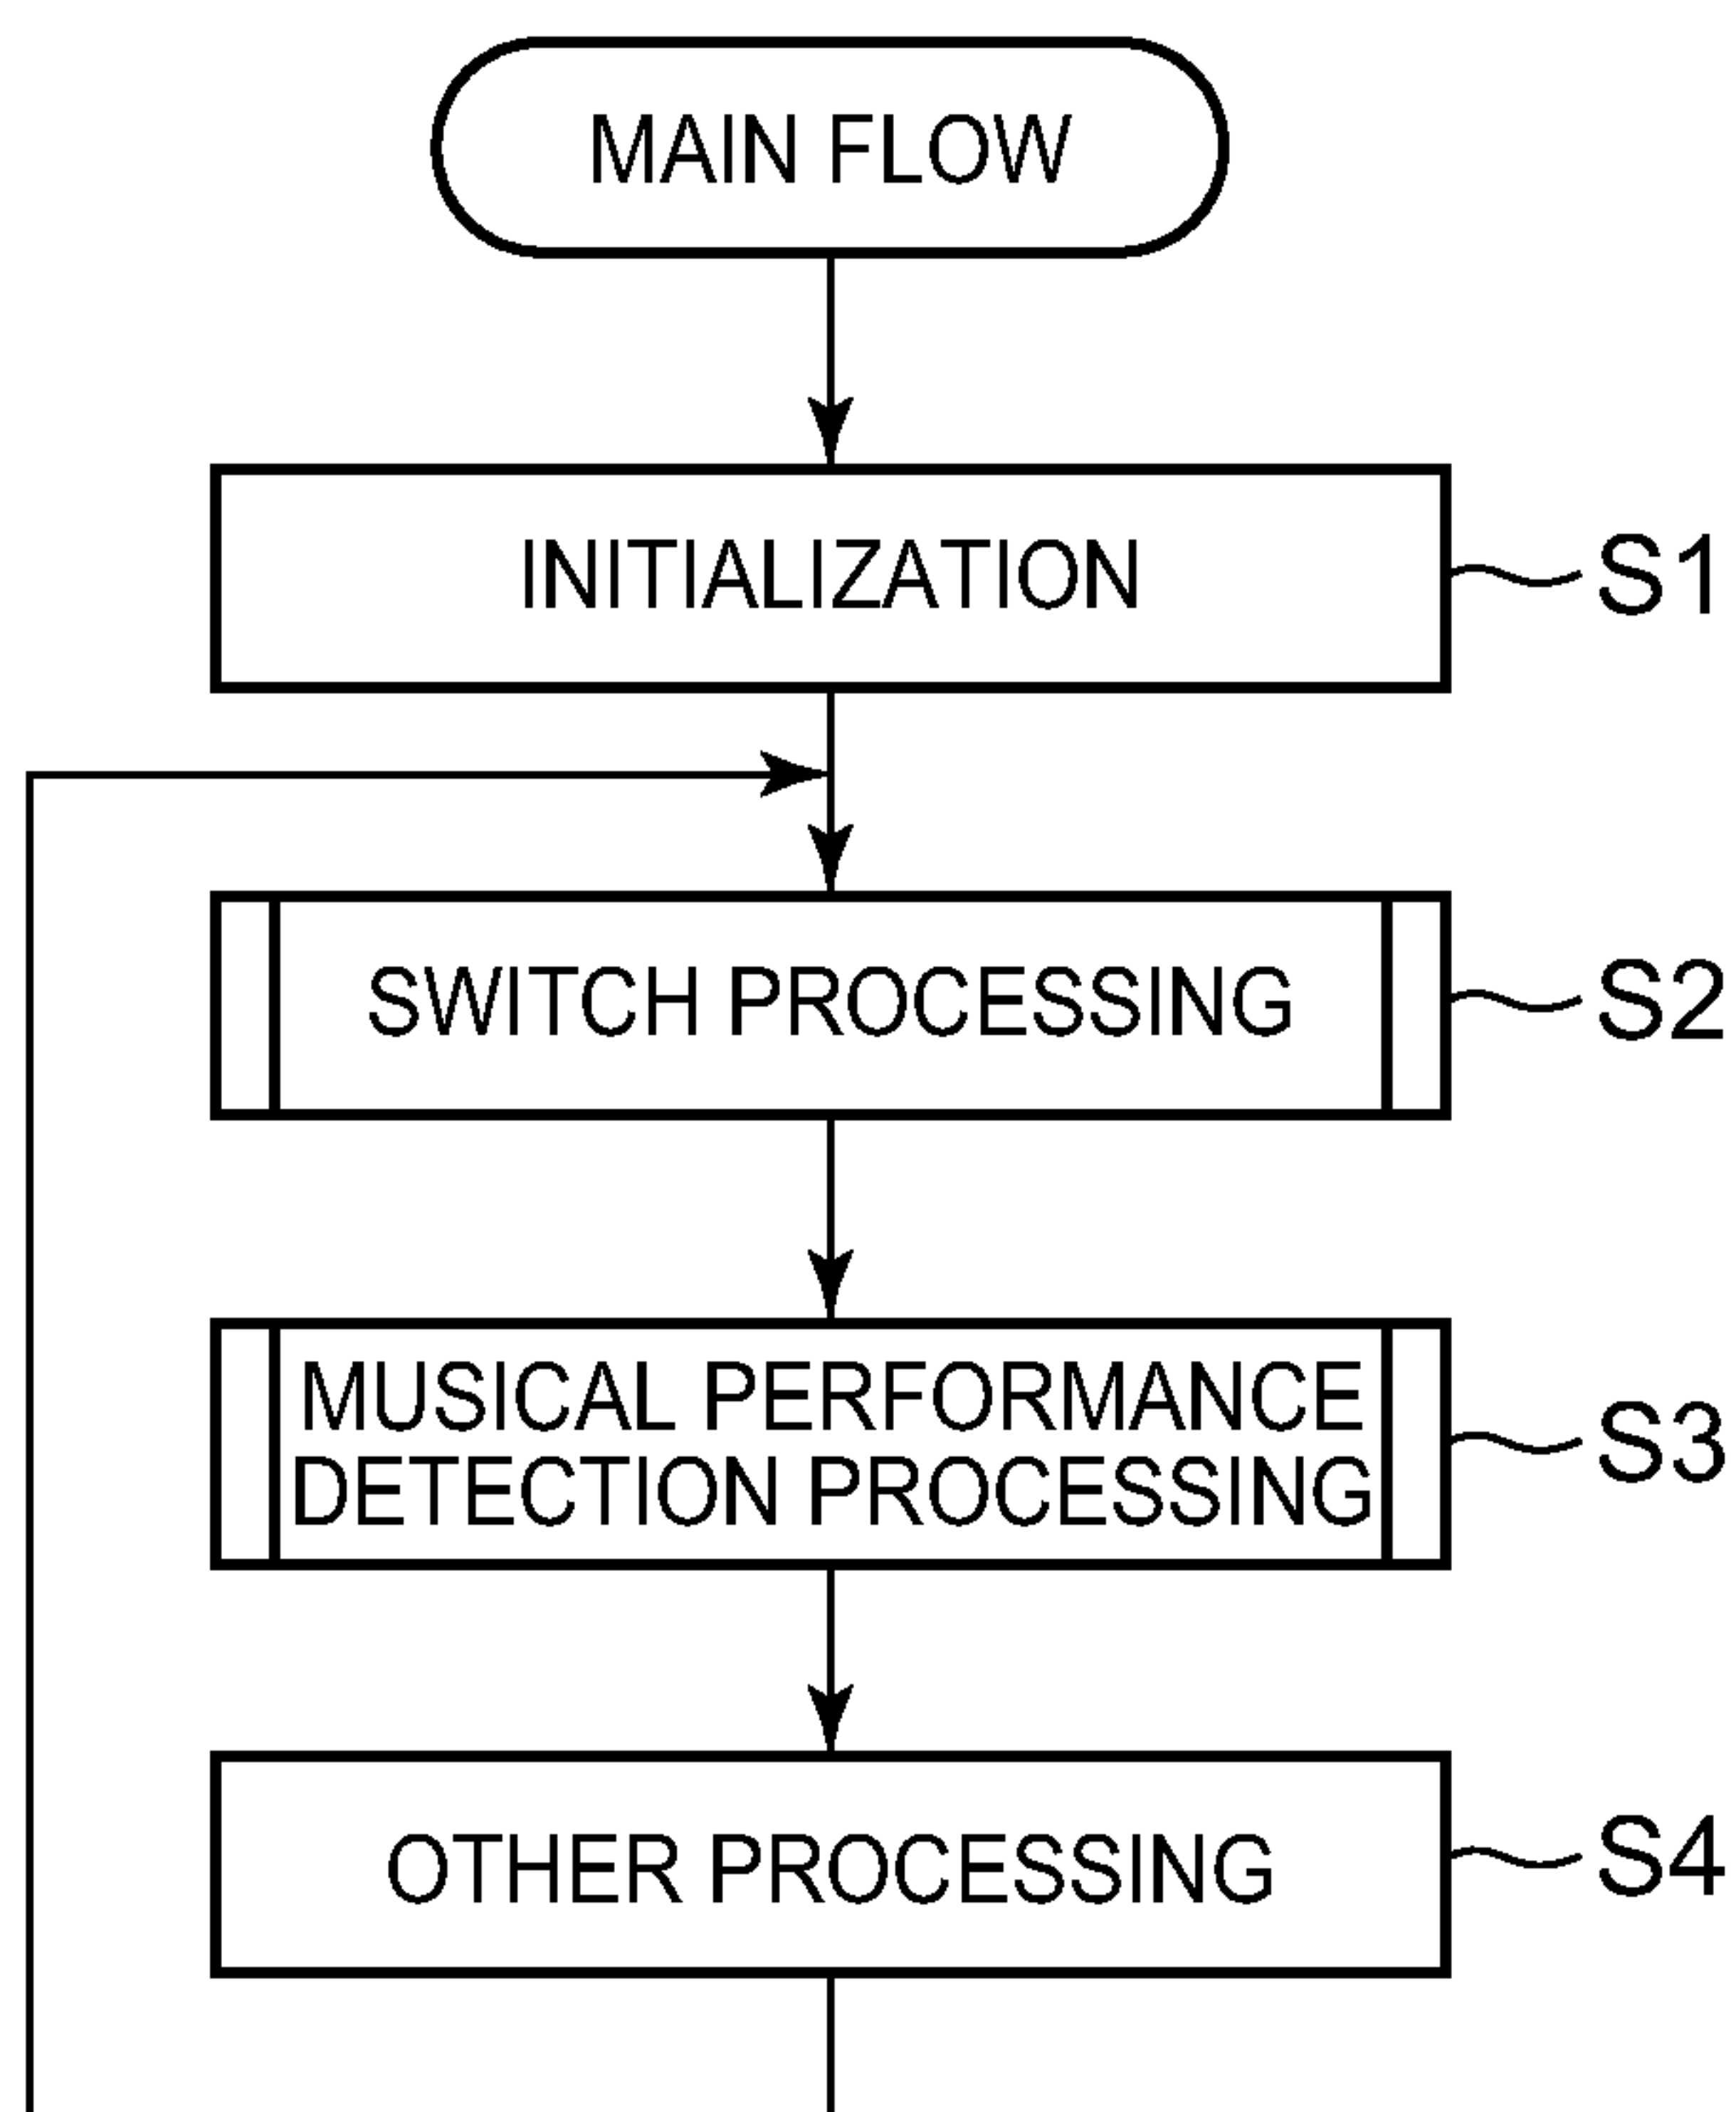 MAIN FLOW
INITIALIZATION
S1
SWITCH PROCESSING
S2
MUSICAL PERFORMANCE
DETECTION PROCESSING
S3
OTHER PROCESSING
S4